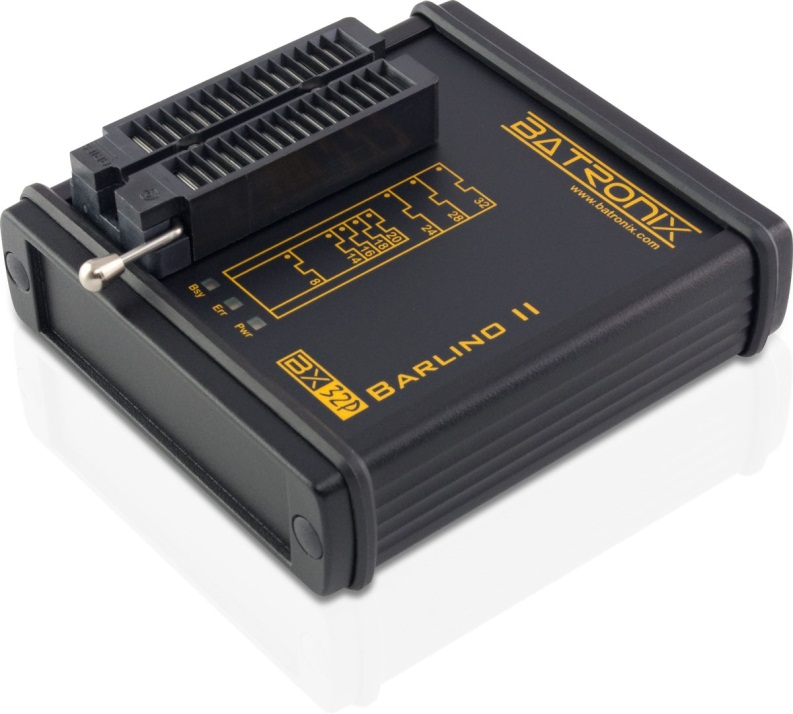 BATRONIX
www.batronix.com
8
14
16
18
20
24
28
32
Bsy
Err
Pwr
BX32P
BARLINO II